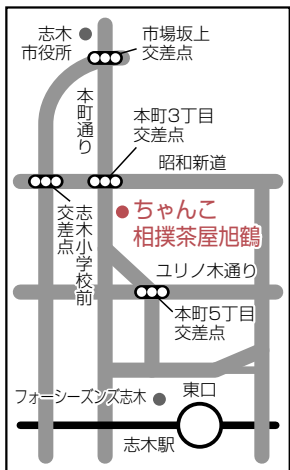 志木
市役所
市場坂上
交差点
本町通り
本町3丁目
交差点
昭和新道
志木小学校前
交差点
ちゃんこ
相撲茶屋旭鶴
ユリノ木通り
本町5丁目
交差点
フォーシーズンズ志木
東口
志木駅